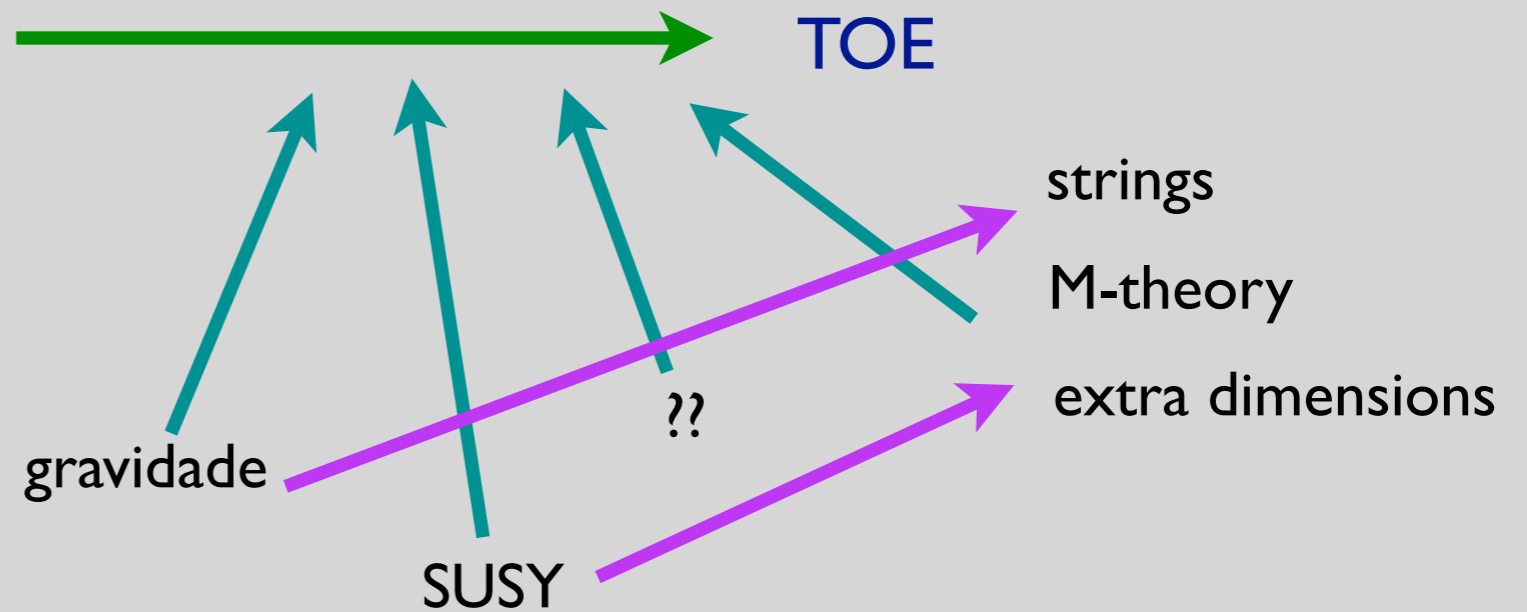 TOE
strings
M-theory
extra dimensions
??
gravidade
SUSY